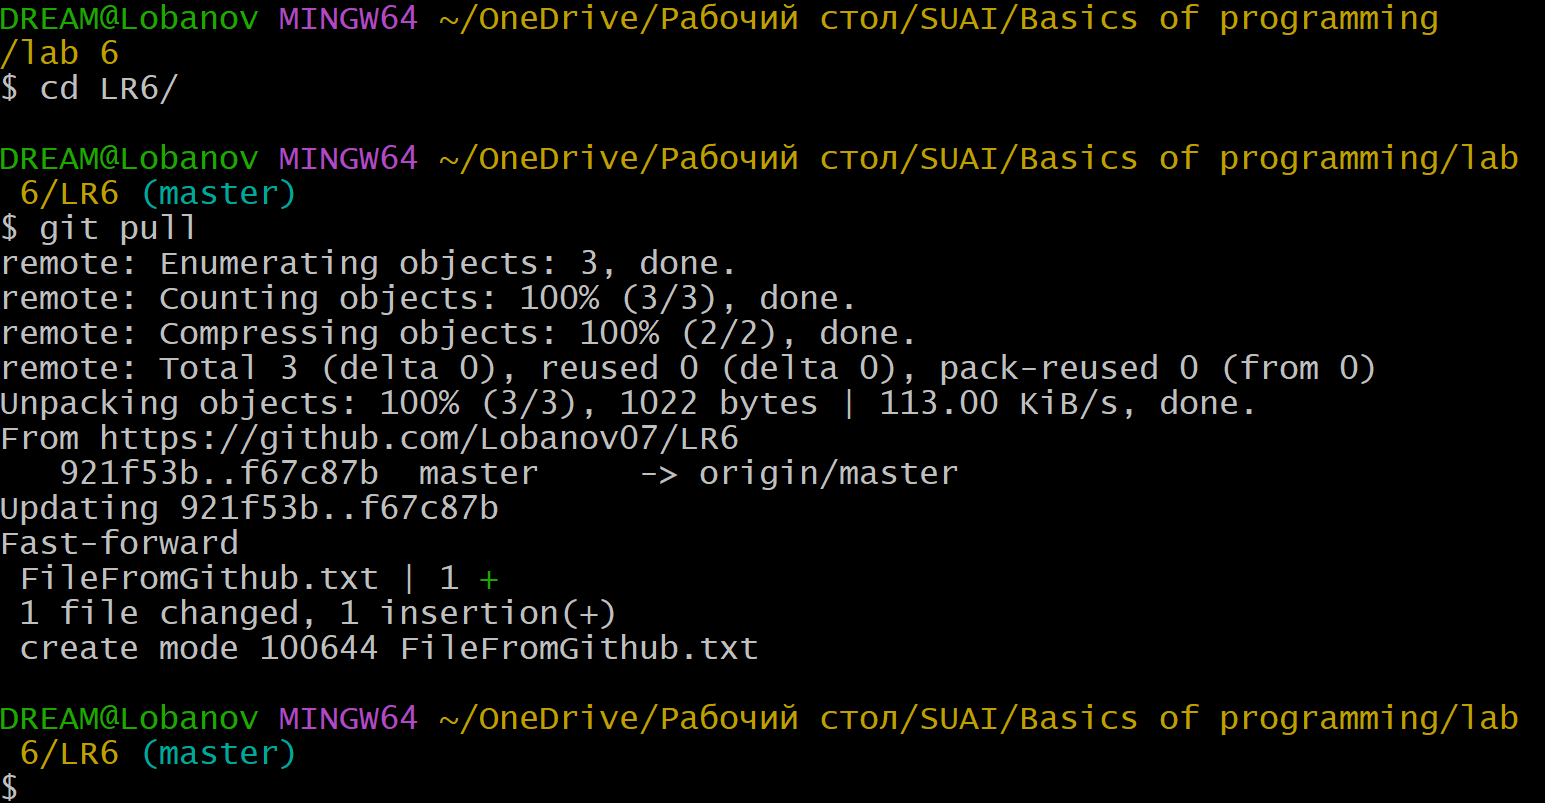 DREAM@Lobanov MINGW64 ~/OneDrive/Рабочий стол/SUAI/Basics of programming
/lab 6
$ cd LR6/
DREAM@Lobanov MINGW64 ~/OneDrive/Рабочий стол/SUAI/Basics of programming/lab
 6/LR6 (master)
$ git pull
remote: Enumerating objects: 3, done.
remote: Counting objects: 100% (3/3), done.
remote: Compressing objects: 100% (2/2), done.
remote: Total 3 (delta 0), reused 0 (delta 0), pack-reused 0 (from 0)
Unpacking objects: 100% (3/3), 1022 bytes | 113.00 KiB/s, done.
From https://github.com/Lobanov07/LR6
   921f53b..f67c87b  master     -> origin/master
Updating 921f53b..f67c87b
Fast-forward
 FileFromGithub.txt | 1 +
 1 file changed, 1 insertion(+)
 create mode 100644 FileFromGithub.txt
DREAM@Lobanov MINGW64 ~/OneDrive/Рабочий стол/SUAI/Basics of programming/lab
 6/LR6 (master)
$